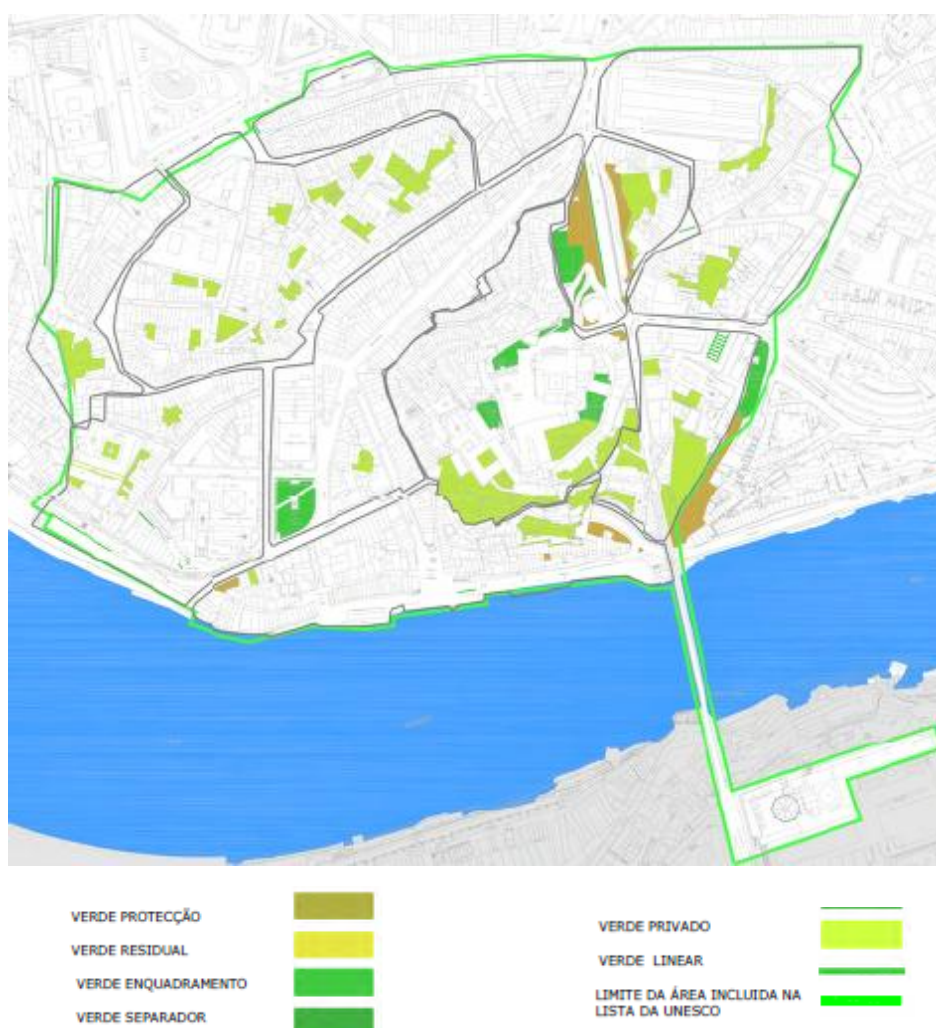 VERDE PROTECÇÃO
VERDE RESIDUAL
VERDE ENQUADRAMENTO
VERDE SEPARADOR
VERDE PRIVADO
VERDE LINEAR
LIMITE DA ÁREA INCLUIDA NA
LISTA DA UNESCO